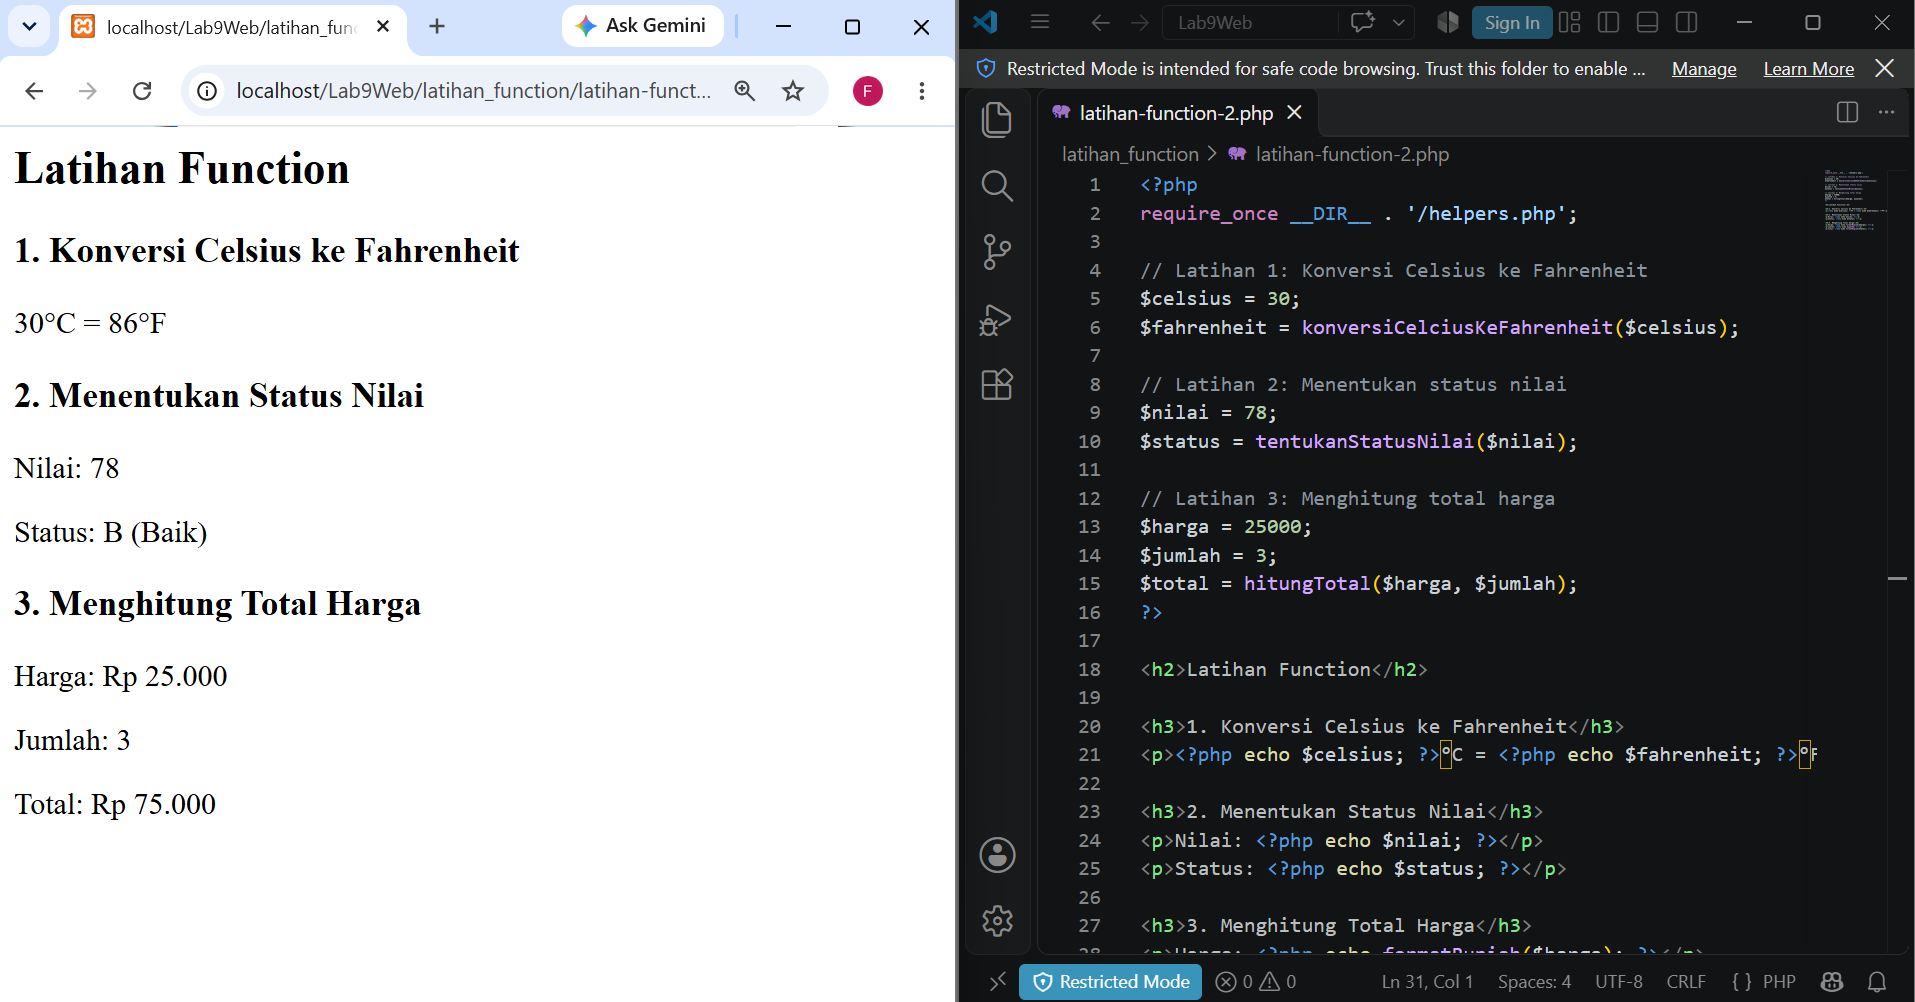 localhost/Lab9Web/latihan_func
Ask Gemini
localhost/Lab9Web/latihan_function/latihan-funct...
F
Latihan Function
1. Konversi Celsius ke Fahrenheit
30°C = 86°F
2. Menentukan Status Nilai
Nilai: 78
Status: B (Baik)
3. Menghitung Total Harga
Harga: Rp 25.000
Jumlah: 3
Total: Rp 75.000
Lab9Web
Sign In
Restricted Mode is intended for safe code browsing. Trust this folder to enable ... Manage Learn More
latihan-function-2.php
latihan_function > latihan-function-2.php
1 <?php
2 require_once __DIR__ . '/helpers.php';
3
4 // Latihan 1: Konversi Celsius ke Fahrenheit
5 $celsius = 30;
6 $fahrenheit = konversiCelciusKeFahrenheit($celsius);
7
8 // Latihan 2: Menentukan status nilai
9 $nilai = 78;
10 $status = tentukanStatusNilai($nilai);
11
12 // Latihan 3: Menghitung total harga
13 $harga = 25000;
14 $jumlah = 3;
15 $total = hitungTotal($harga, $jumlah);
16 ?>
17
18 <h2>Latihan Function</h2>
19
20 <h3>1. Konversi Celsius ke Fahrenheit</h3>
21 <p><?php echo $celsius; ?>°C = <?php echo $fahrenheit; ?>°F
22
23 <h3>2. Menentukan Status Nilai</h3>
24 <p>Nilai: <?php echo $nilai; ?></p>
25 <p>Status: <?php echo $status; ?></p>
26
27 <h3>3. Menghitung Total Harga</h3>
28 <p>Harga: <?php echo formatRupiah($harga); ?></p>
Restricted Mode 0 0 Ln 31, Col 1 Spaces: 4 UTF-8 CRLF { } PHP